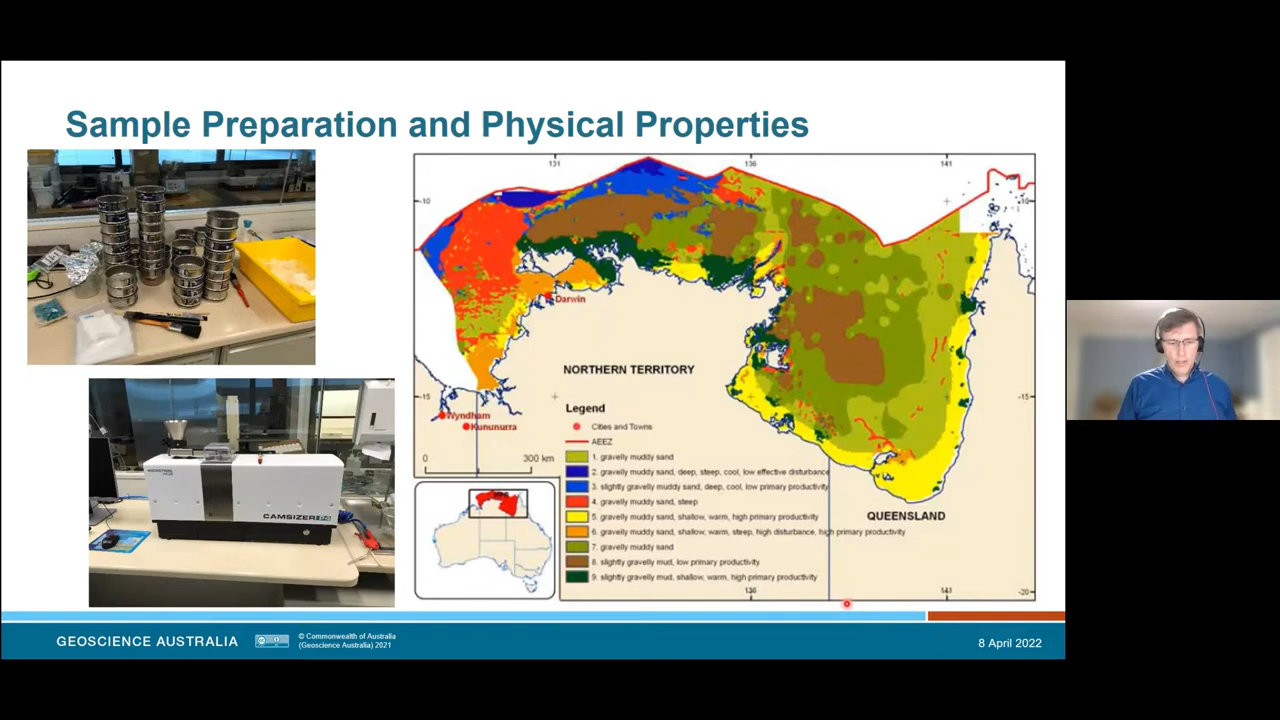 Sample Preparation and Physical Properties
131
136
141
-10
-10
Darwin
NORTHERN TERRITORY
-15
-15
Wyndham
Kununurra
0
300 km
Legend
Cities and Towns
AEEZ
1. gravelly muddy sand
2. gravelly muddy sand, deep, steep, cool, low effective disturbance
3. slightly gravelly muddy sand, deep, cool, low primary productivity
4. gravelly muddy sand, steep
5. gravelly muddy sand, shallow, warm, high primary productivity
6. gravelly muddy sand, shallow, warm, steep, high disturbance, high primary productivity
7. gravelly muddy sand
8. slightly gravelly mud, low primary productivity
9. slightly gravelly mud, shallow, warm, high primary productivity
QUEENSLAND
136
141
-20
CAMSIZER
GEOSCIENCE AUSTRALIA
© Commonwealth of Australia
(Geoscience Australia) 2021
8 April 2022